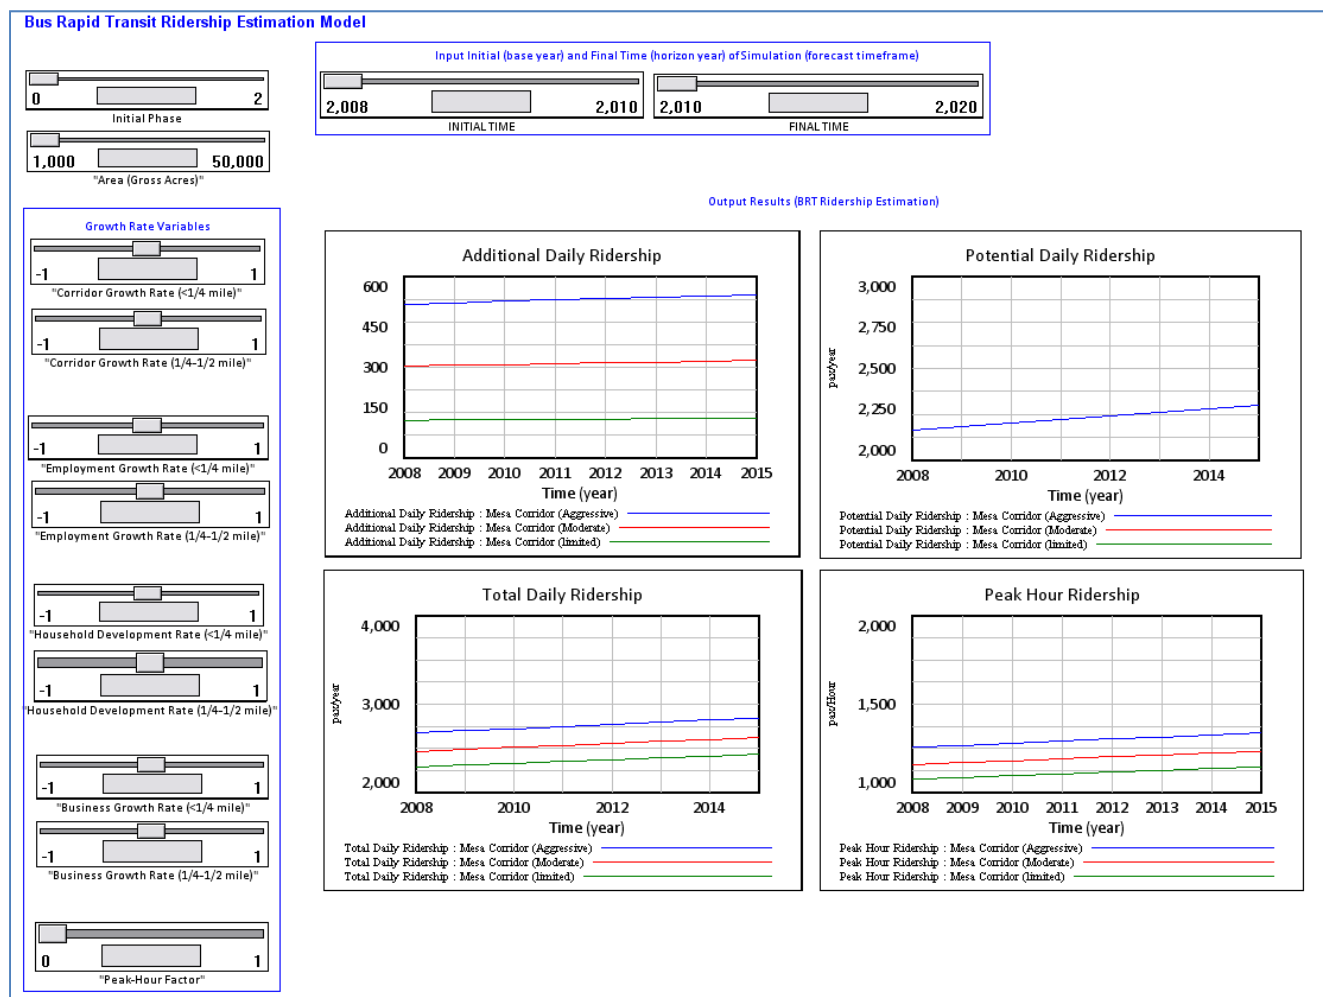 Bus Rapid Transit Ridership Estimation Model
Input Initial (base year) and Final Time (horizon year) of Simulation (forecast timeframe)
0 2
Initial Phase
2,008 2,010
INITIAL TIME
2,010 2,020
FINAL TIME
1,000 50,000
"Area (Gross Acres)"
Growth Rate Variables
-1 1
"Corridor Growth Rate (<1/4 mile)"
-1 1
"Corridor Growth Rate (1/4-1/2 mile)"
-1 1
"Employment Growth Rate (<1/4 mile)"
-1 1
"Employment Growth Rate (1/4-1/2 mile)"
-1 1
"Household Development Rate (<1/4 mile)"
-1 1
"Household Development Rate (1/4-1/2 mile)"
-1 1
"Business Growth Rate (<1/4 mile)"
-1 1
"Business Growth Rate (1/4-1/2 mile)"
0 1
"Peak-Hour Factor"
Output Results (BRT Ridership Estimation)
Additional Daily Ridership
600
450
300
150
0
2008 2009 2010 2011 2012 2013 2014 2015
Time (year)
Additional Daily Ridership : Mesa Corridor (Aggressive)
Additional Daily Ridership : Mesa Corridor (Moderate)
Additional Daily Ridership : Mesa Corridor (limited)
Potential Daily Ridership
3,000
2,750
2,500
2,250
2,000
pax/year
2008 2010 2012 2014
Time (year)
Potential Daily Ridership : Mesa Corridor (Aggressive)
Potential Daily Ridership : Mesa Corridor (Moderate)
Potential Daily Ridership : Mesa Corridor (limited)
Total Daily Ridership
4,000
3,000
2,000
pax/year
2008 2010 2012 2014
Time (year)
Total Daily Ridership : Mesa Corridor (Aggressive)
Total Daily Ridership : Mesa Corridor (Moderate)
Total Daily Ridership : Mesa Corridor (limited)
Peak Hour Ridership
2,000
1,500
1,000
pax/Hour
2008 2009 2010 2011 2012 2013 2014 2015
Time (year)
Peak Hour Ridership : Mesa Corridor (Aggressive)
Peak Hour Ridership : Mesa Corridor (Moderate)
Peak Hour Ridership : Mesa Corridor (limited)